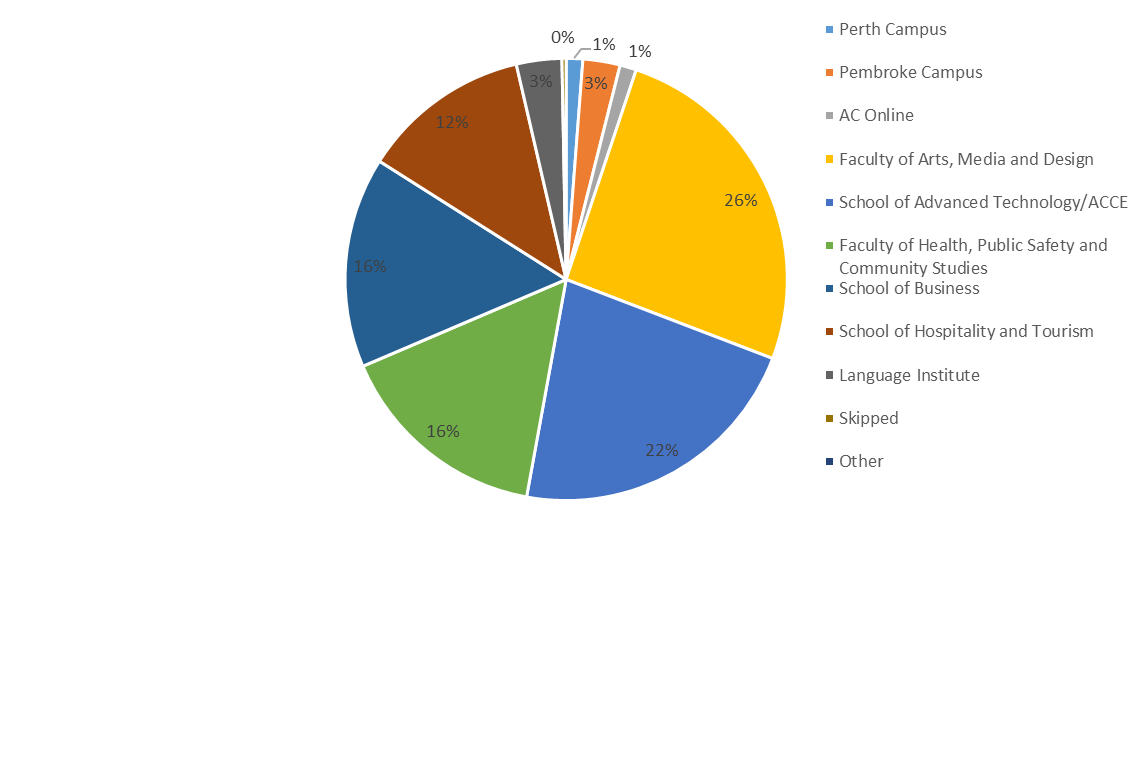 0%
1%
1%
3%
3%
12%
26%
16%
16%
22%
Perth Campus
Pembroke Campus
AC Online
Faculty of Arts, Media and Design
School of Advanced Technology/ACCE
Faculty of Health, Public Safety and
Community Studies
School of Business
School of Hospitality and Tourism
Language Institute
Skipped
Other